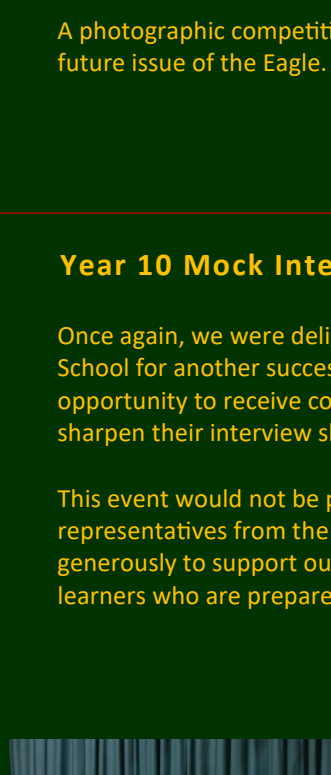 A photographic competiti
future issue of the Eagle.
Year 10 Mock Inte
Once again, we were deli
School for another succes
opportunity to receive co
sharpen their interview s
This event would not be p
representatives from the
generously to support ou
learners who are prepare